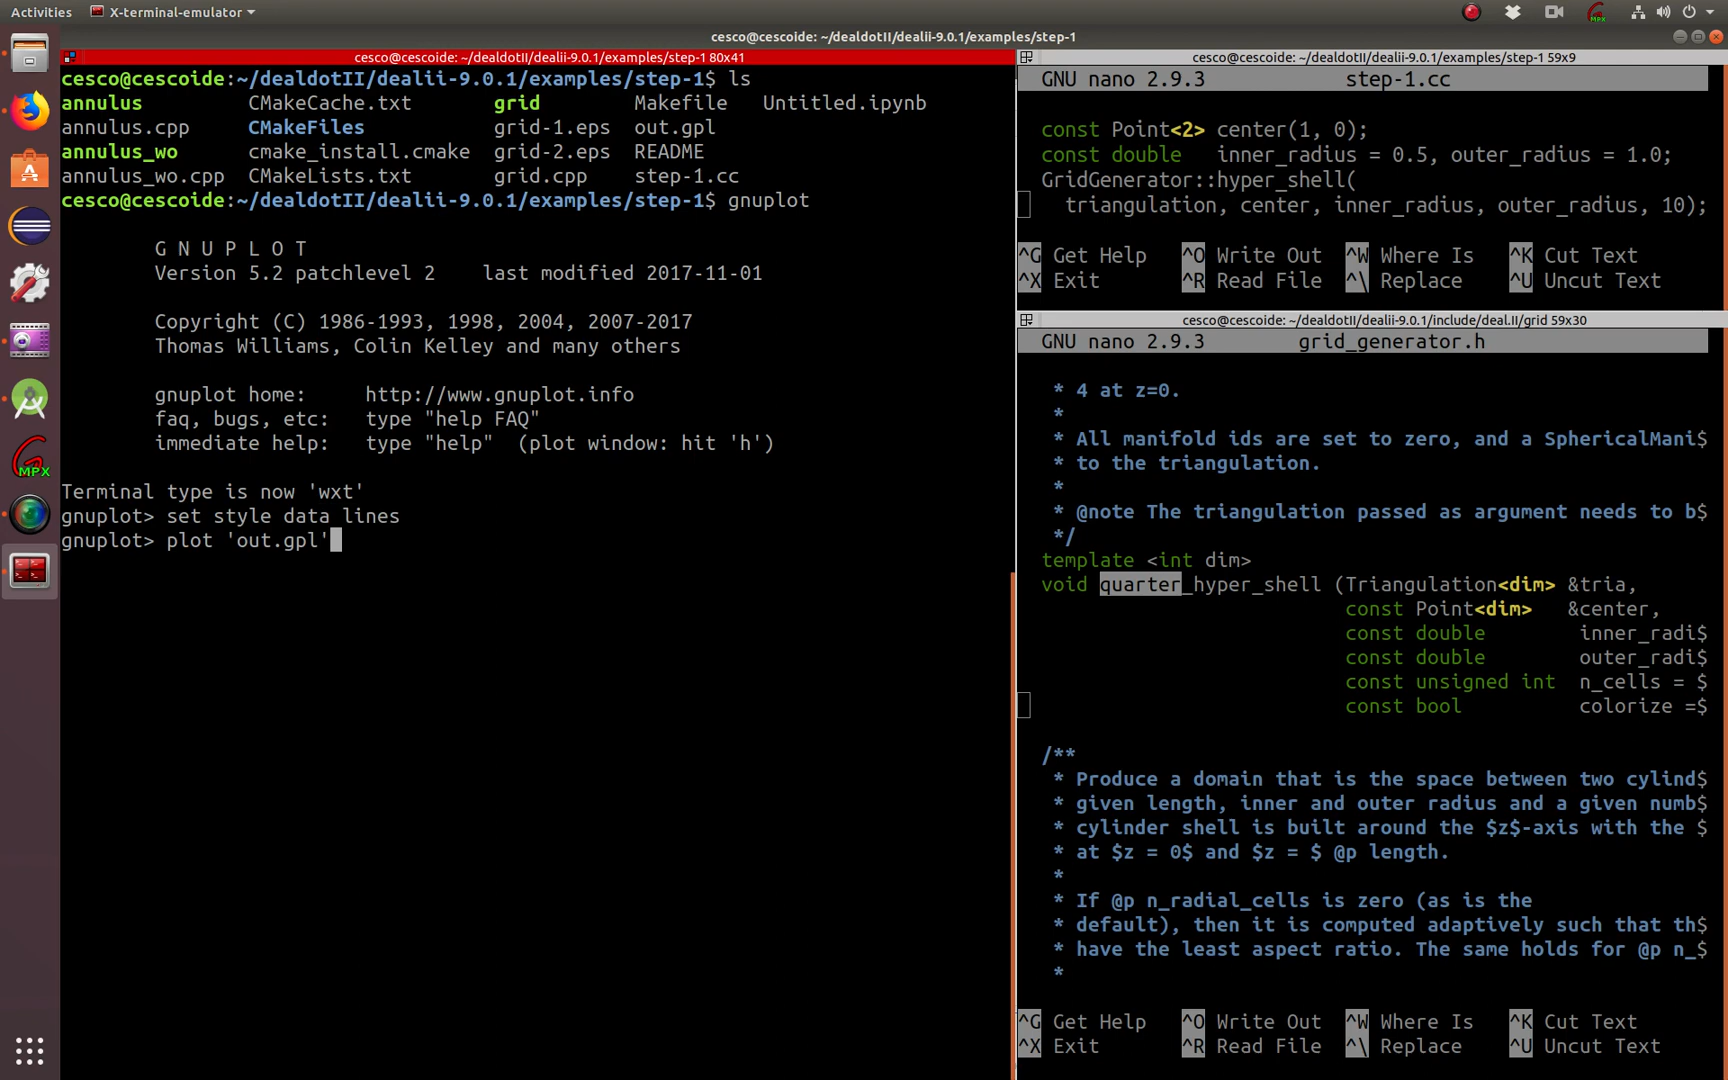 Activities X-terminal-emulator
cesco@cescoide: ~/dealdotII/dealii-9.0.1/examples/step-1
cesco@cescoide: ~/dealdotII/dealii-9.0.1/examples/step-1 80x41
cesco@cescoide:~/dealdotII/dealii-9.0.1/examples/step-1$ ls
annulus CMakeCache.txt grid Makefile Untitled.ipynb
annulus.cpp CMakeFiles grid-1.eps out.gpl
annulus_wo cmake_install.cmake grid-2.eps README
annulus_wo.cpp CMakeLists.txt grid.cpp step-1.cc
cesco@cescoide:~/dealdotII/dealii-9.0.1/examples/step-1$ gnuplot
G N U P L O T
Version 5.2 patchlevel 2 last modified 2017-11-01
Copyright (C) 1986-1993, 1998, 2004, 2007-2017
Thomas Williams, Colin Kelley and many others
gnuplot home: http://www.gnuplot.info
faq, bugs, etc: type "help FAQ"
immediate help: type "help" (plot window: hit 'h')
Terminal type is now 'wxt'
gnuplot> set style data lines
gnuplot> plot 'out.gpl'
cesco@cescoide: ~/dealdotII/dealii-9.0.1/examples/step-1 59x9
GNU nano 2.9.3 step-1.cc
const Point<2> center(1, 0);
const double inner_radius = 0.5, outer_radius = 1.0;
GridGenerator::hyper_shell(
triangulation, center, inner_radius, outer_radius, 10);
^G Get Help ^O Write Out ^W Where Is ^K Cut Text
^X Exit ^R Read File ^\ Replace ^U Uncut Text
cesco@cescoide: ~/dealdotII/dealii-9.0.1/include/deal.II/grid 59x30
GNU nano 2.9.3 grid_generator.h
* 4 at z=0.
*
* All manifold ids are set to zero, and a SphericalMani$
* to the triangulation.
*
* @note The triangulation passed as argument needs to b$
*/
template <int dim>
void quarter_hyper_shell (Triangulation<dim> &tria,
const Point<dim> &center,
const double inner_radi$
const double outer_radi$
const unsigned int n_cells = $
const bool colorize =$
/**
* Produce a domain that is the space between two cylind$
* given length, inner and outer radius and a given numb$
* cylinder shell is built around the $z$-axis with the $
* at $z = 0$ and $z = $ @p length.
*
* If @p n_radial_cells is zero (as is the
* default), then it is computed adaptively such that th$
* have the least aspect ratio. The same holds for @p n_$
*
^G Get Help ^O Write Out ^W Where Is ^K Cut Text
^X Exit ^R Read File ^\ Replace ^U Uncut Text
MPX
MPX